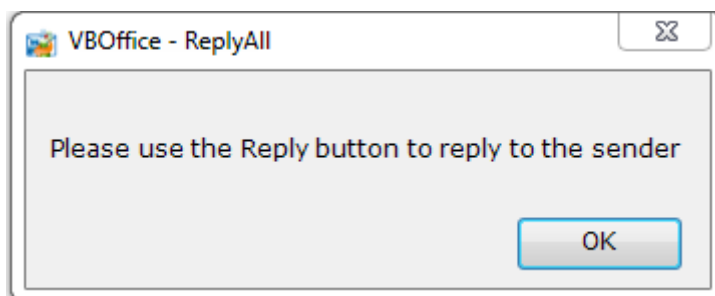 VBOffice - ReplyAll
Please use the Reply button to reply to the sender
OK